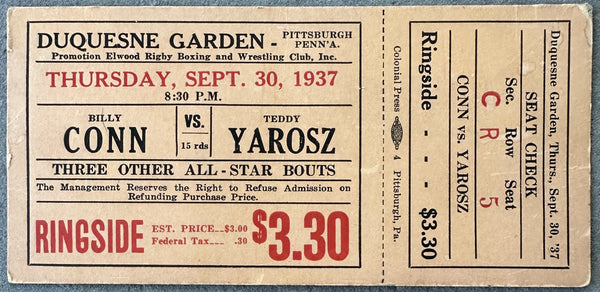 DUQUESNE GARDEN - PITTSBURGH PENN'A.
Promotion Elwood Rigby Boxing and Wrestling Club, Inc.
THURSDAY, SEPT. 30, 1937
8:30 P.M.
BILLY CONN VS. 15 rds TEDDY YAROSZ
THREE OTHER ALL-STAR BOUTS
The Management Reserves the Right to Refuse Admission on
Refunding Purchase Price.
RINGSIDE EST. PRICE---$3.00 Federal Tax--- .30 $3.30
Colonial Press 4 Pittsburgh, Pa.
Ringside - - - $3.30
Sec. Row Seat
C R 5
CONN vs. YAROSZ
SEAT CHECK
Duquesne Garden, Thurs., Sept. 30, '37